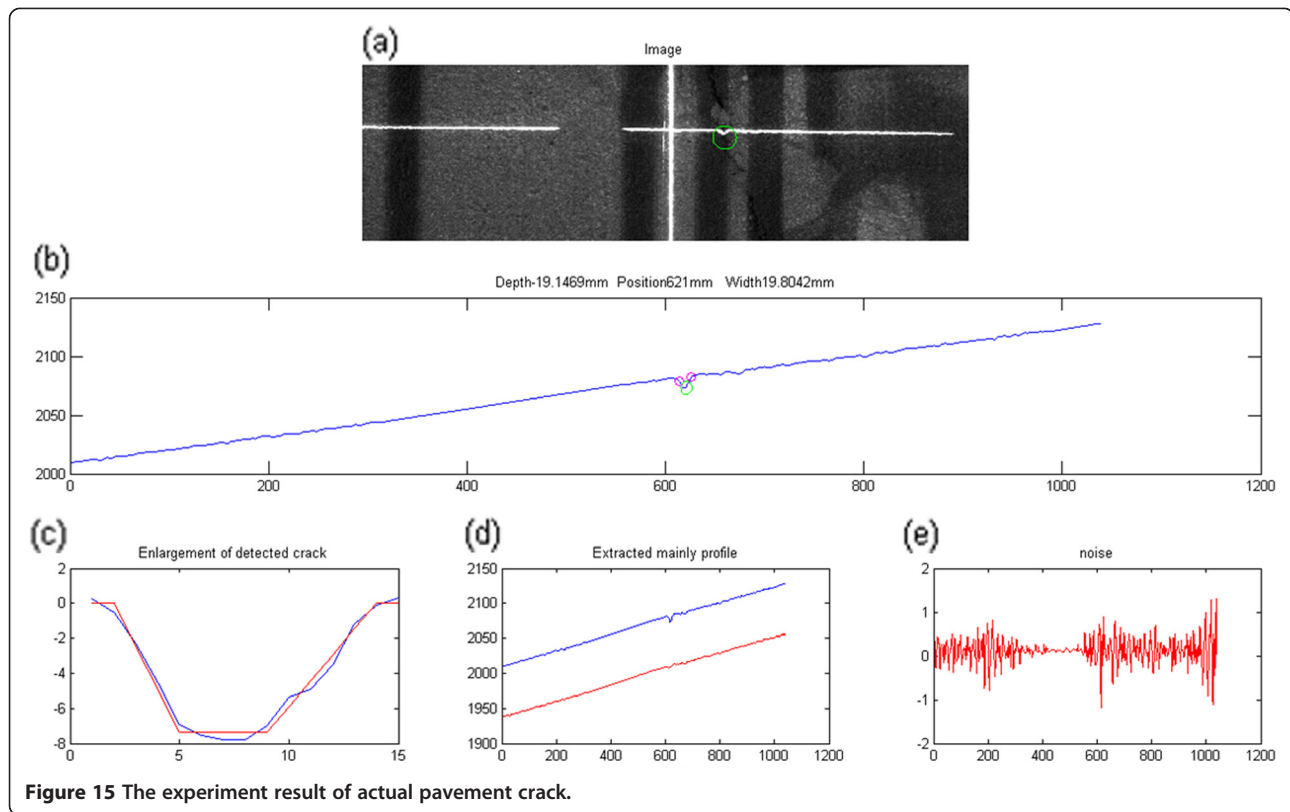 (a)
Image
(b)
Depth-19.1469mm Position621mm Width19.8042mm
2150
2100
2050
2000
0 200 400 600 800 1000 1200
(c)
Enlargement of detected crack
2
0
-2
-4
-6
-8
0 5 10 15
(d)
Extracted mainly profile
2150
2100
2050
2000
1950
1900
0 200 400 600 800 1000 1200
(e)
noise
2
1
0
-1
-2
0 200 400 600 800 1000 1200
Figure 15 The experiment result of actual pavement crack.